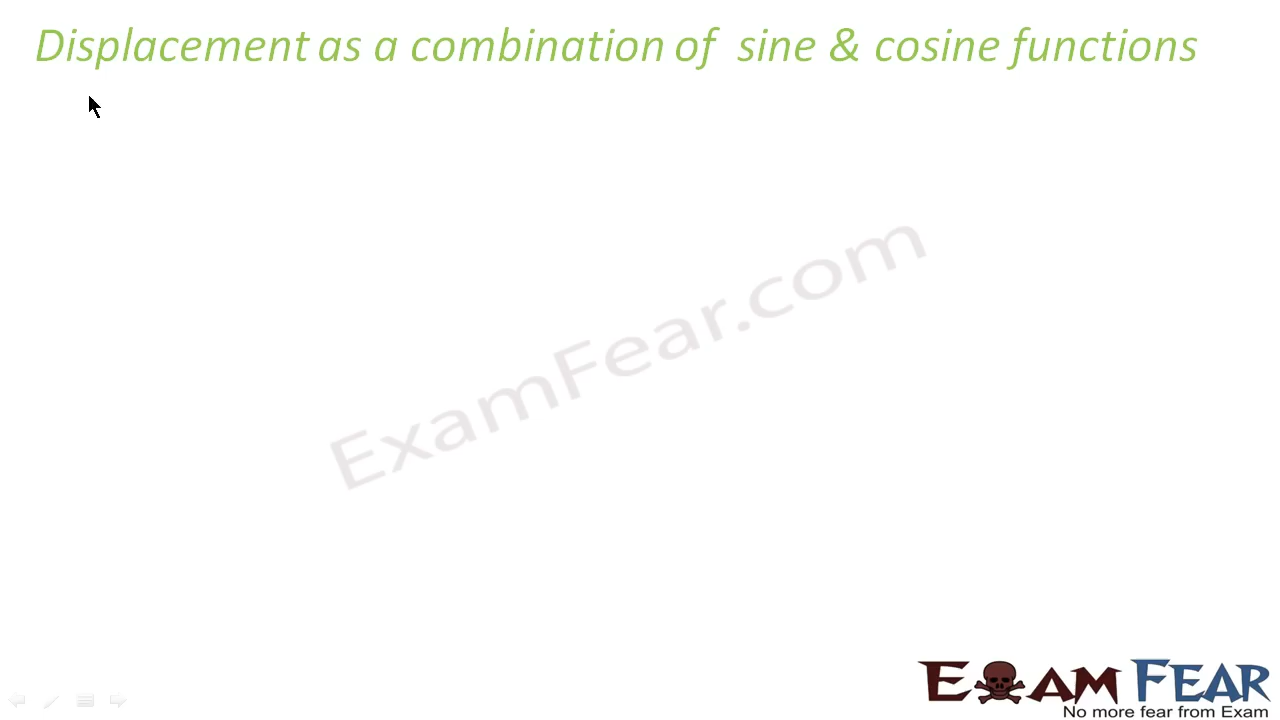 Displacement as a combination of sine & cosine functions
ExamFear.com
EXAM FEAR
No more fear from Exam